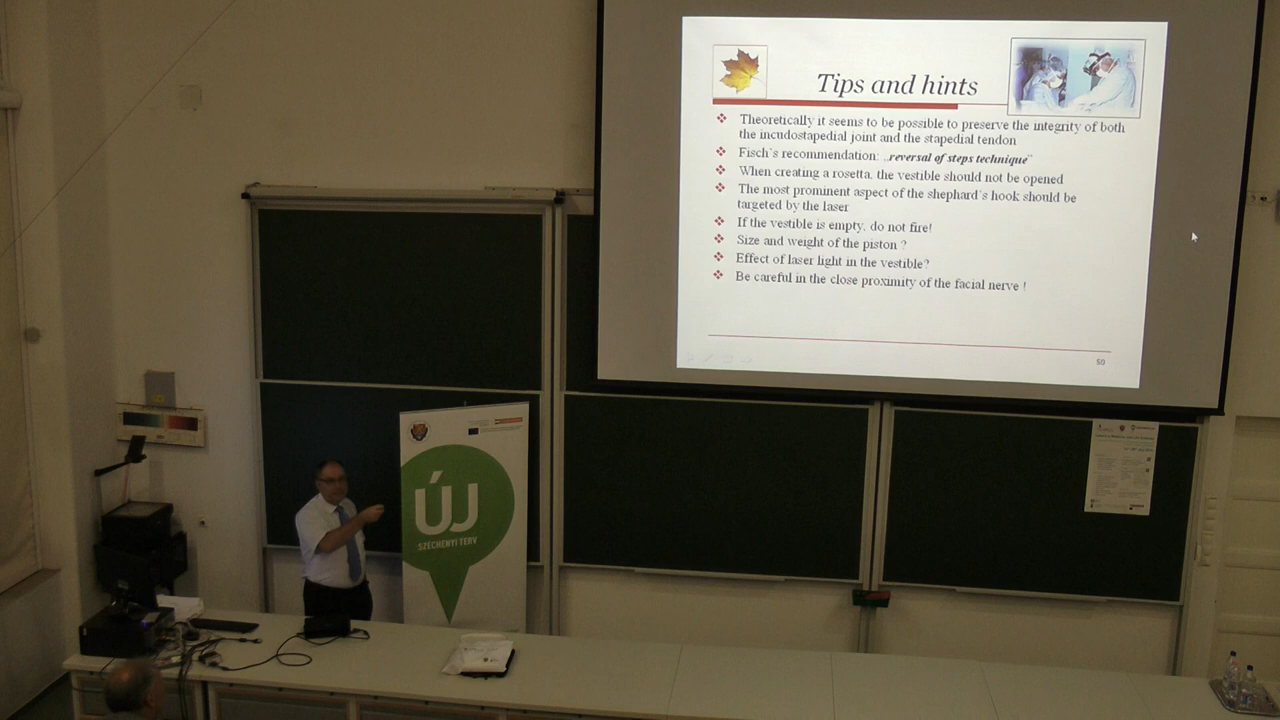 Tips and hints
Theoretically it seems to be possible to preserve the integrity of both
the incudostapedial joint and the stapedial tendon
Fisch's recommendation: „reversal of steps technique”
When creating a rosetta, the vestible should not be opened
The most prominent aspect of the shephard's hook should be
targeted by the laser
If the vestible is empty, do not fire!
Size and weight of the piston ?
Effect of laser light in the vestible?
Be careful in the close proximity of the facial nerve !
50
ÚJ
SZÉCHENYI TERV